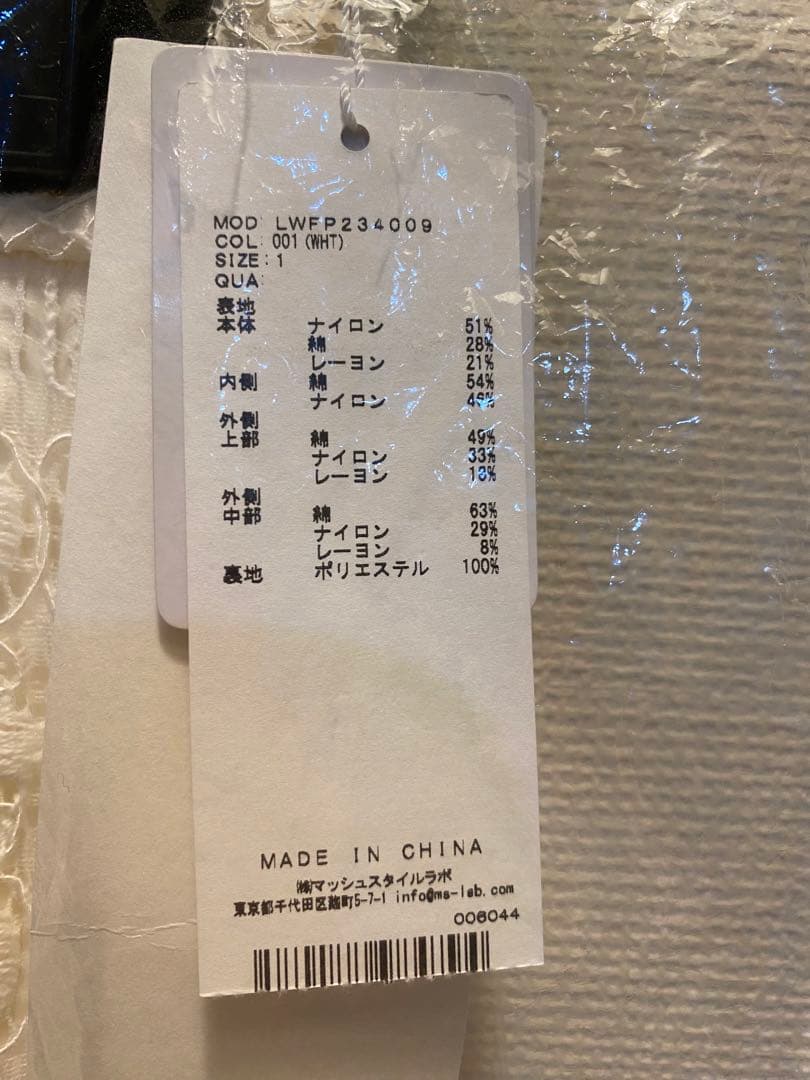 MOD LWFP234009
COL: 001 (WHT)
SIZE: 1
QUA:
表地
本体 ナイロン 51%
綿 28%
レーヨン 21%
内側 綿 54%
ナイロン 46%
外側
上部 綿 49%
ナイロン 33%
レーヨン 18%
外側
中部 綿 63%
ナイロン 29%
レーヨン 8%
裏地 ポリエステル 100%
MADE IN CHINA
㈱マッシュスタイルラボ
東京都千代田区麹町5-7-1 info@ms-lab.com
006044